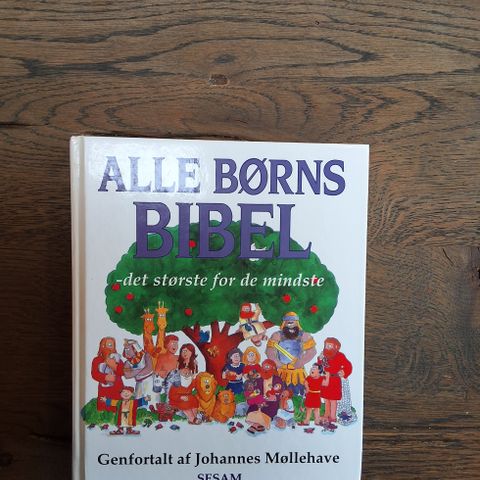 ALLE BØRNS
BIBEL
-det største for de mindste
Genfortalt af Johannes Møllehave
SESAM